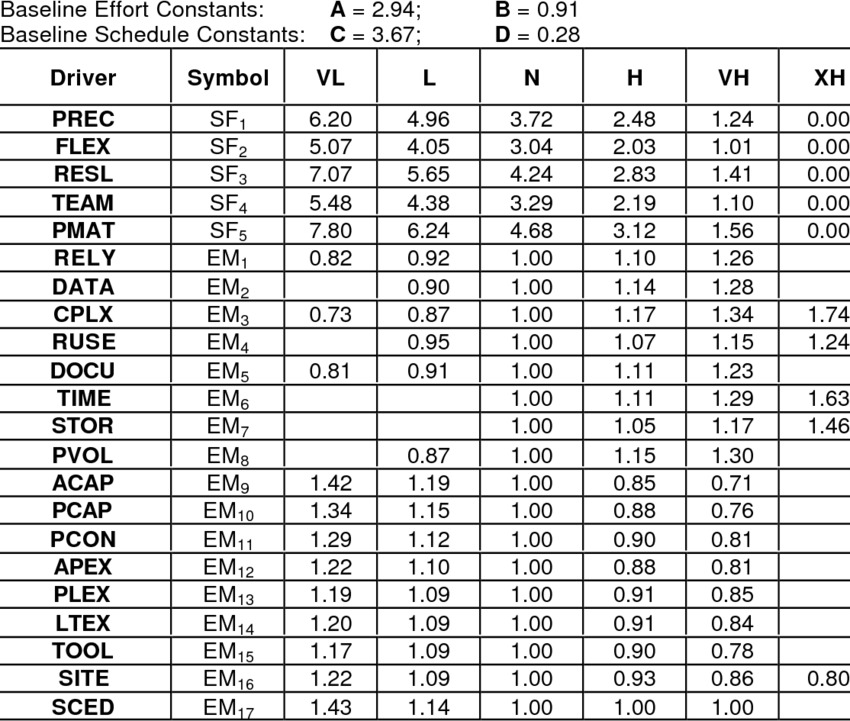 Baseline Effort Constants: A = 2.94; B = 0.91
Baseline Schedule Constants: C = 3.67; D = 0.28
Driver Symbol VL L N H VH XH
PREC SF₁ 6.20 4.96 3.72 2.48 1.24 0.00
FLEX SF₂ 5.07 4.05 3.04 2.03 1.01 0.00
RESL SF₃ 7.07 5.65 4.24 2.83 1.41 0.00
TEAM SF₄ 5.48 4.38 3.29 2.19 1.10 0.00
PMAT SF₅ 7.80 6.24 4.68 3.12 1.56 0.00
RELY EM₁ 0.82 0.92 1.00 1.10 1.26
DATA EM₂ 0.90 1.00 1.14 1.28
CPLX EM₃ 0.73 0.87 1.00 1.17 1.34 1.74
RUSE EM₄ 0.95 1.00 1.07 1.15 1.24
DOCU EM₅ 0.81 0.91 1.00 1.11 1.23
TIME EM₆ 1.00 1.11 1.29 1.63
STOR EM₇ 1.00 1.05 1.17 1.46
PVOL EM₈ 0.87 1.00 1.15 1.30
ACAP EM₉ 1.42 1.19 1.00 0.85 0.71
PCAP EM₁₀ 1.34 1.15 1.00 0.88 0.76
PCON EM₁₁ 1.29 1.12 1.00 0.90 0.81
APEX EM₁₂ 1.22 1.10 1.00 0.88 0.81
PLEX EM₁₃ 1.19 1.09 1.00 0.91 0.85
LTEX EM₁₄ 1.20 1.09 1.00 0.91 0.84
TOOL EM₁₅ 1.17 1.09 1.00 0.90 0.78
SITE EM₁₆ 1.22 1.09 1.00 0.93 0.86 0.80
SCED EM₁₇ 1.43 1.14 1.00 1.00 1.00